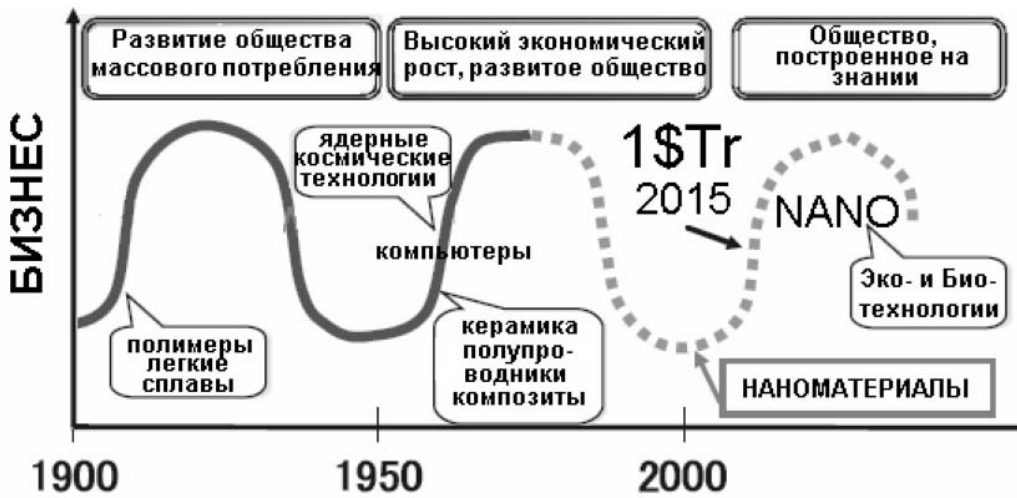 Развитие общества
массового потребления
Высокий экономический
рост, развитое общество
Общество,
построенное на
знании
БИЗНЕС
ядерные
космические
технологии
1$Tr
2015
NANO
компьютеры
Эко- и Био-
технологии
полимеры
легкие
сплавы
керамика
полупро-
водники
композиты
НАНОМАТЕРИАЛЫ
1900
1950
2000